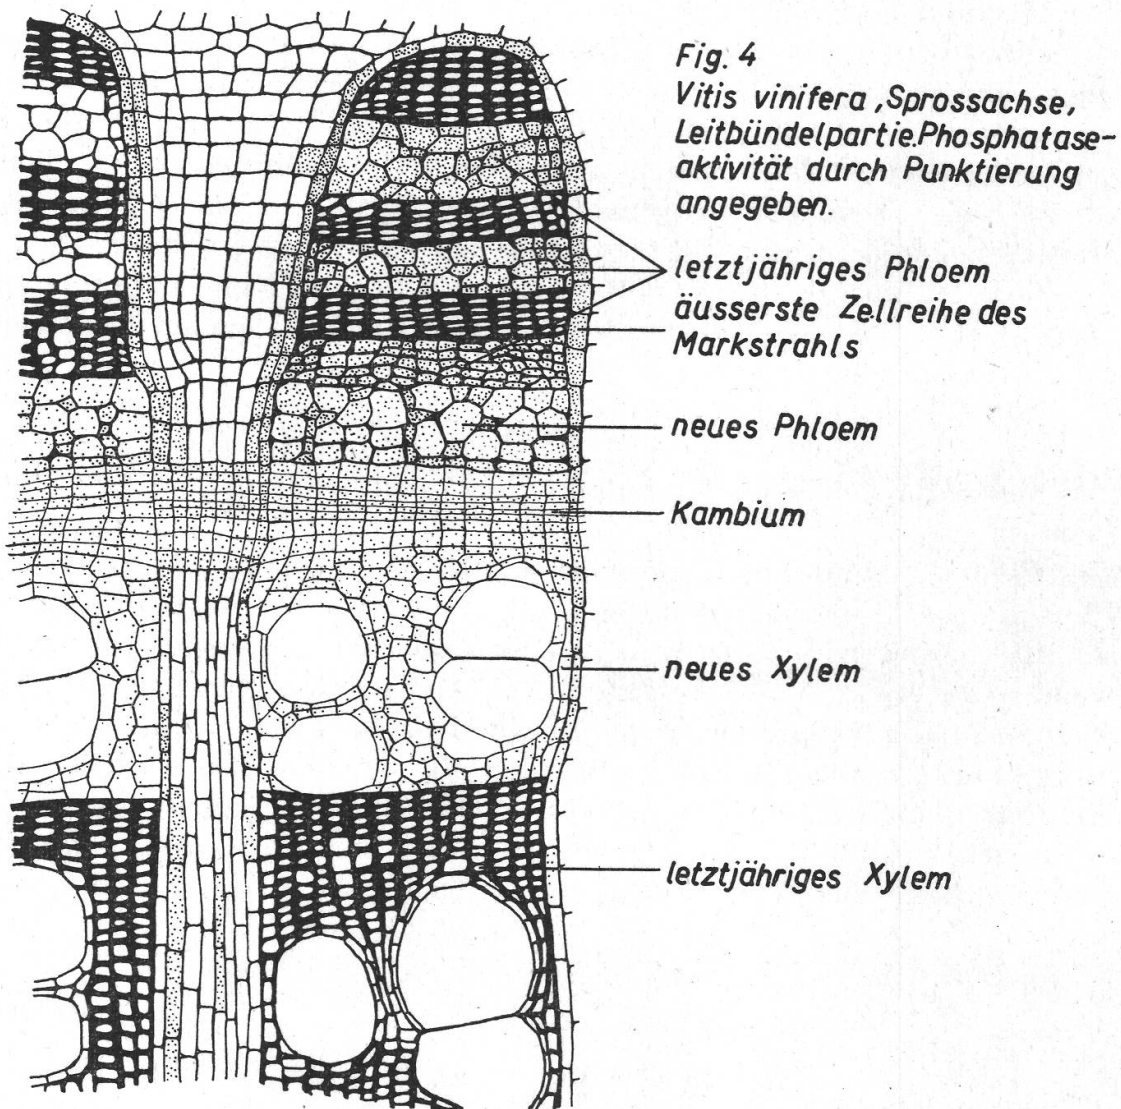 Fig. 4
Vitis vinifera, Sprossachse,
Leitbündelpartie. Phosphatase-
aktivität durch Punktierung
angegeben.
letztjähriges Phloem
äusserste Zellreihe des
Markstrahls
neues Phloem
Kambium
neues Xylem
letztjähriges Xylem